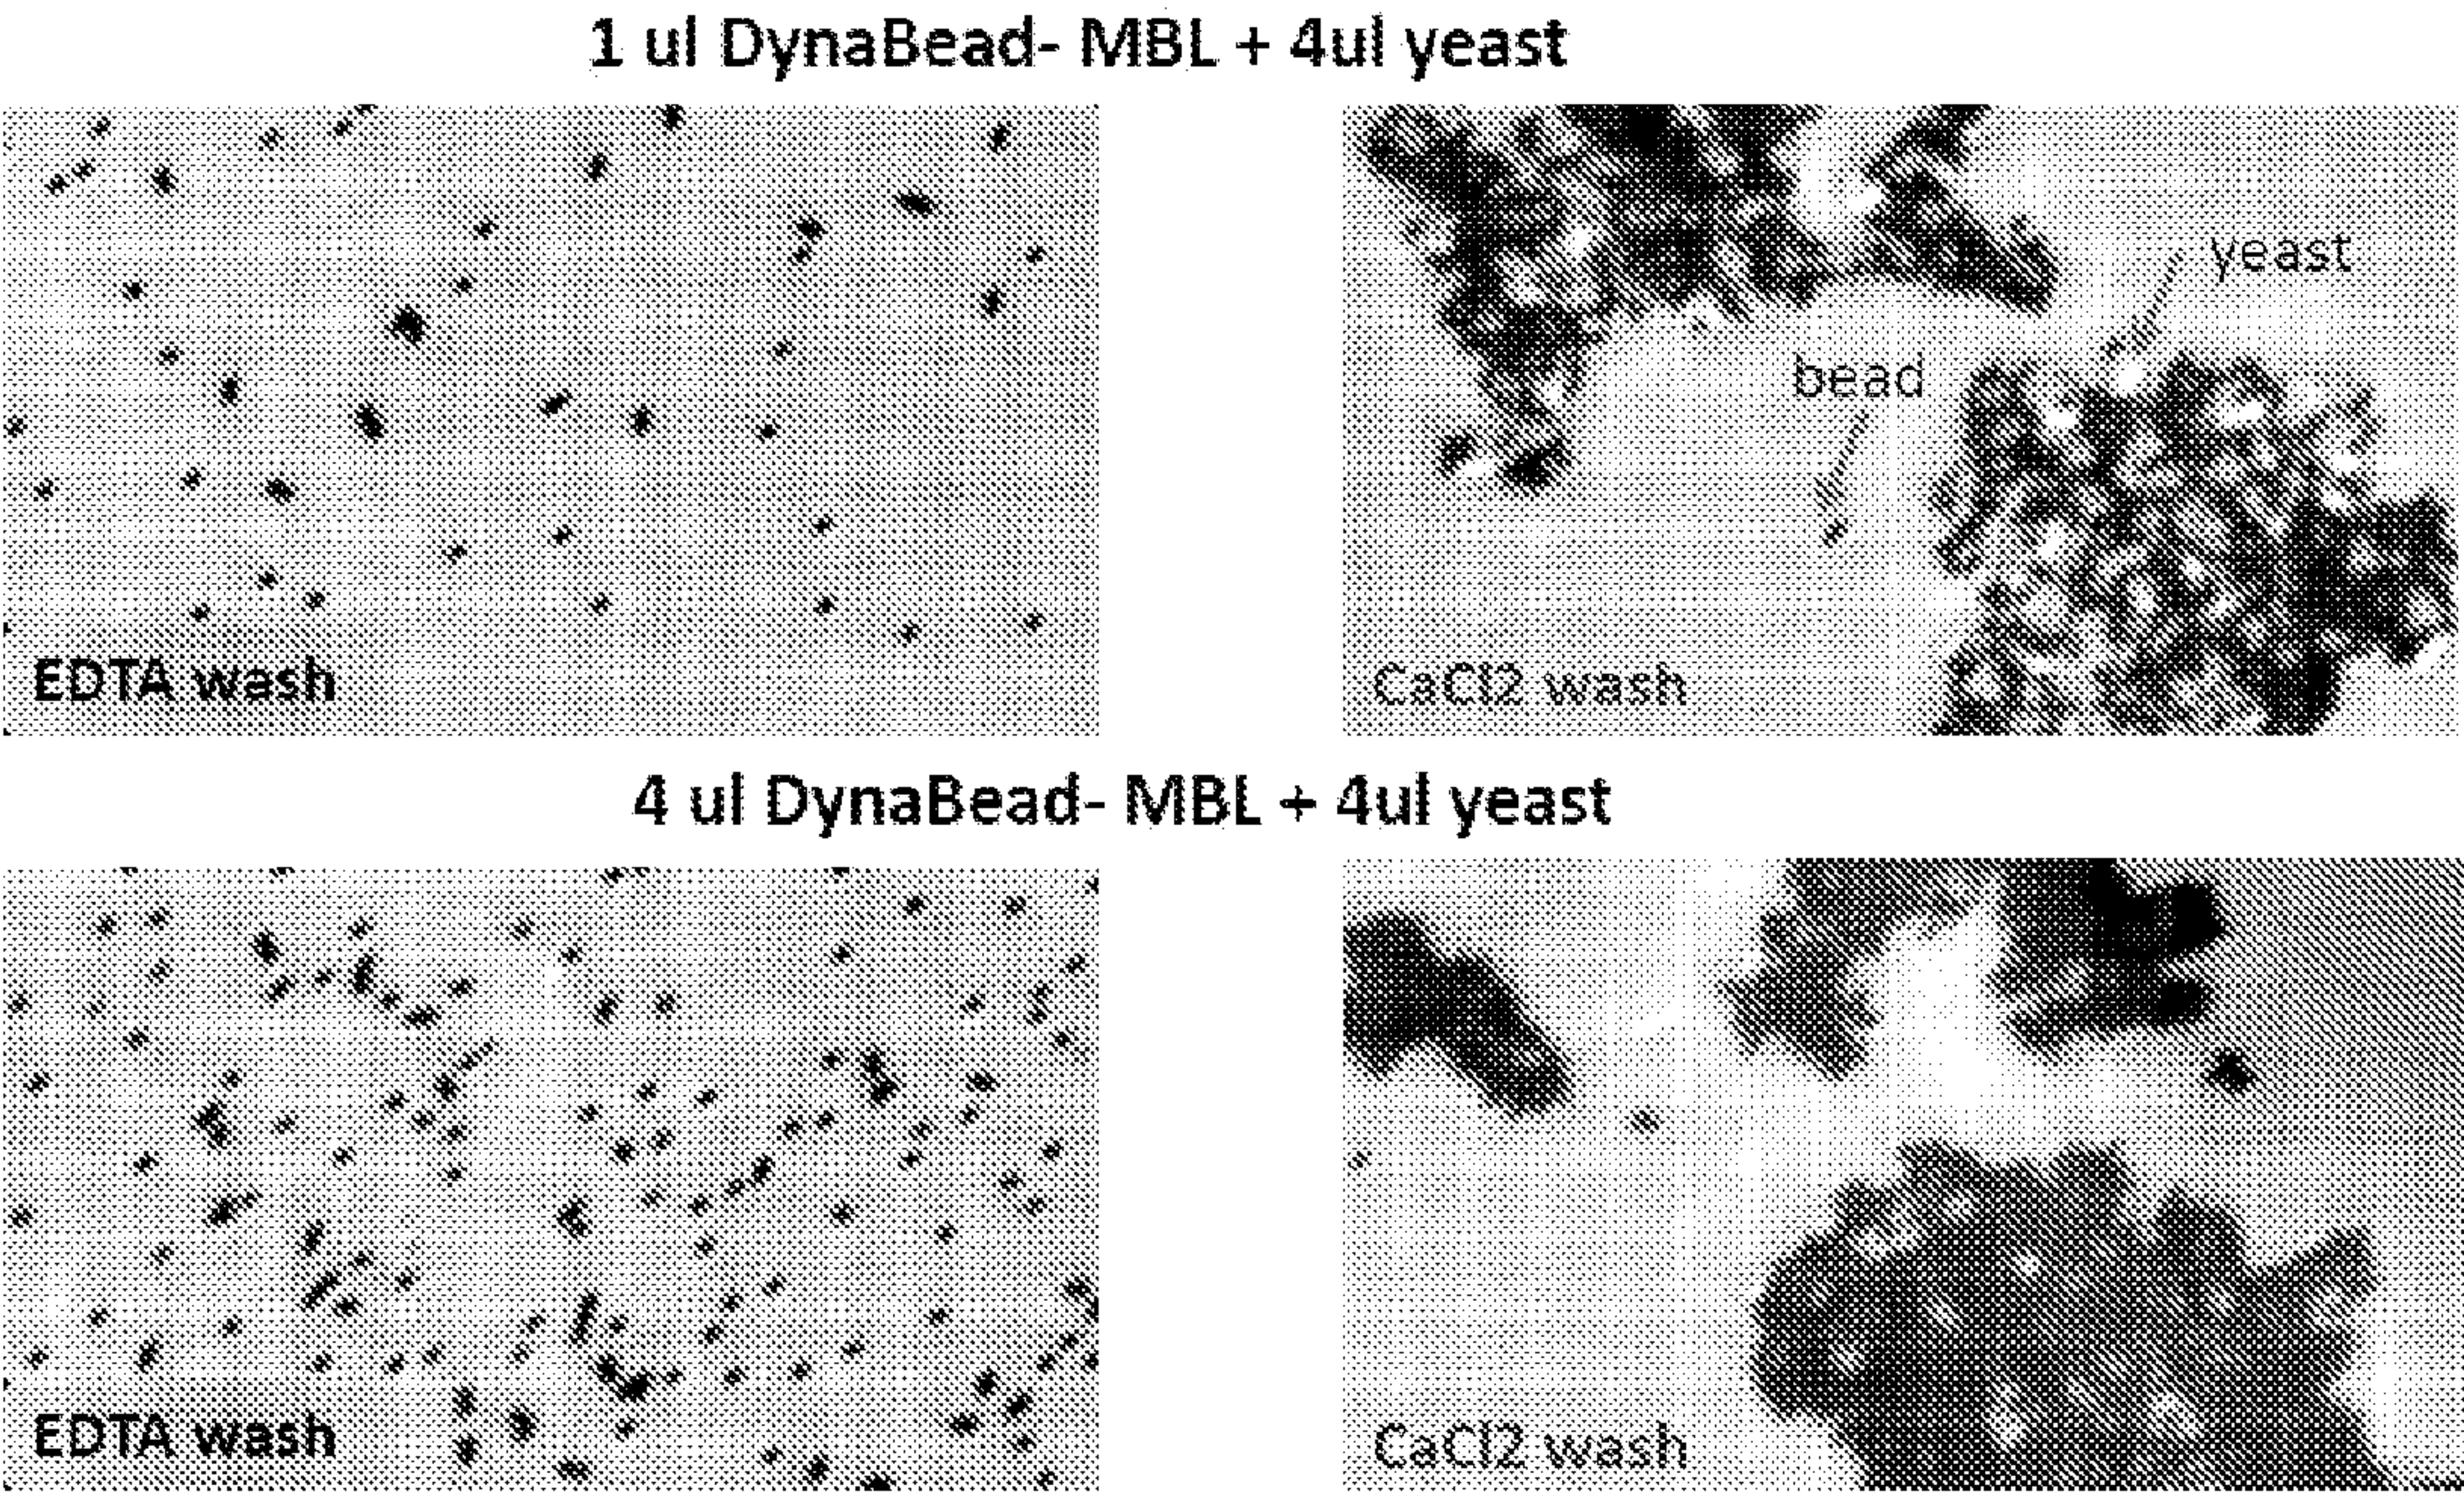 1 ul DynaBead- MBL + 4ul yeast
yeast
bead
EDTA wash
CaCl2 wash
4 ul DynaBead- MBL + 4ul yeast
EDTA wash
CaCl2 wash